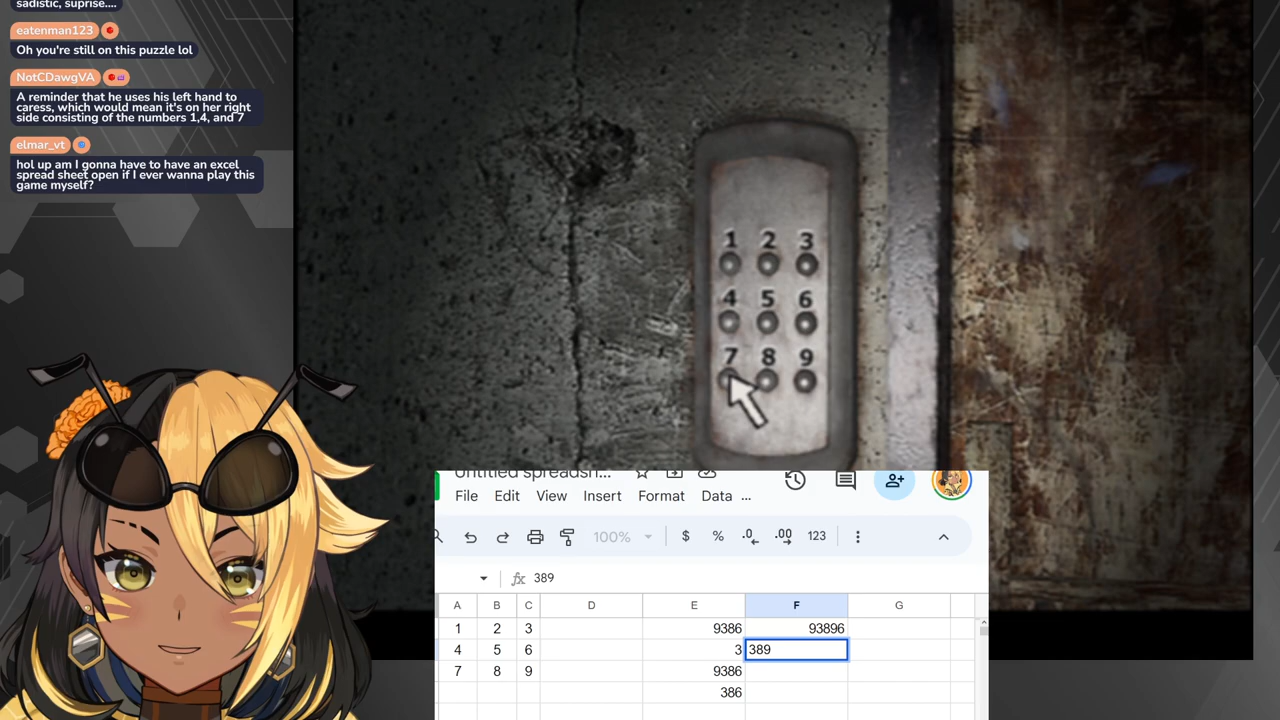 sadistic, suprise....
eatenman123
Oh you're still on this puzzle lol
NotCDawgVA
A reminder that he uses his left hand to
caress, which would mean it's on her right
side consisting of the numbers 1,4, and 7
elmar_vt
hol up am I gonna have to have an excel
spread sheet open if I ever wanna play this
game myself?
1 2 3
4 5 6
7 8 9
Untitled spreadsh...
File Edit View Insert Format Data ...
100% $ % .0 .00 123
fx 389
A B C D E F G
1 2 3 9386 93896
4 5 6 3 389
7 8 9 9386
386